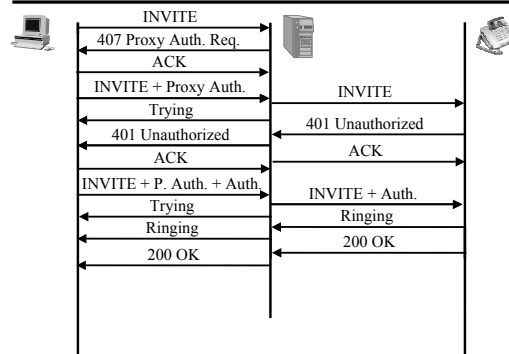 INVITE
407 Proxy Auth. Req.
ACK
INVITE + Proxy Auth.
INVITE
Trying
401 Unauthorized
401 Unauthorized
ACK
ACK
INVITE + P. Auth. + Auth.
INVITE + Auth.
Trying
Ringing
Ringing
200 OK
200 OK